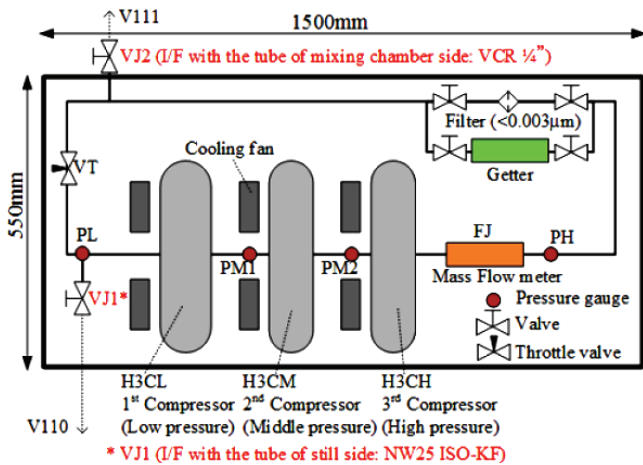 V111
1500mm
VJ2 (I/F with the tube of mixing chamber side: VCR ¼”)
550mm
Filter (<0.003μm)
Cooling fan
VT
Getter
PL
FJ
PH
PM1
PM2
Mass Flow meter
VJ1*
Pressure gauge
Valve
Throttle valve
H3CL
H3CM
H3CH
1st Compressor
2nd Compressor
3rd Compressor
V110
(Low pressure)
(Middle pressure)
(High pressure)
* VJ1 (I/F with the tube of still side: NW25 ISO-KF)